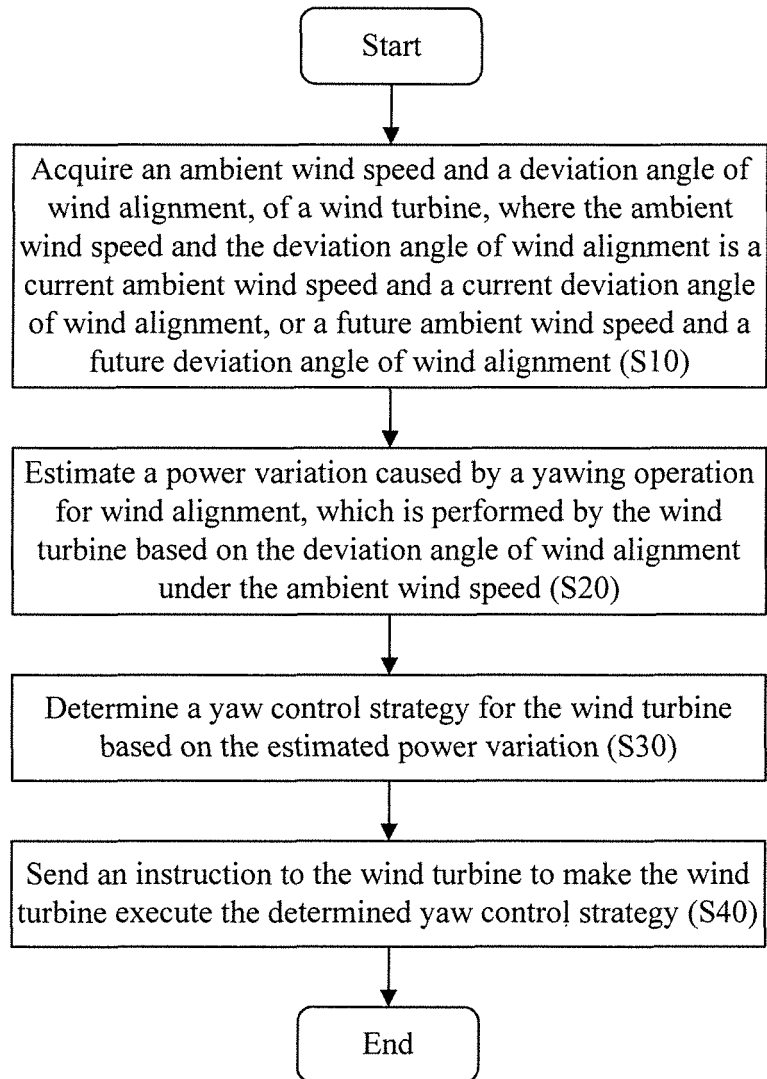 Start
Acquire an ambient wind speed and a deviation angle of
wind alignment, of a wind turbine, where the ambient
wind speed and the deviation angle of wind alignment is a
current ambient wind speed and a current deviation angle
of wind alignment, or a future ambient wind speed and a
future deviation angle of wind alignment (S10)
Estimate a power variation caused by a yawing operation
for wind alignment, which is performed by the wind
turbine based on the deviation angle of wind alignment
under the ambient wind speed (S20)
Determine a yaw control strategy for the wind turbine
based on the estimated power variation (S30)
Send an instruction to the wind turbine to make the wind
turbine execute the determined yaw control strategy (S40)
End